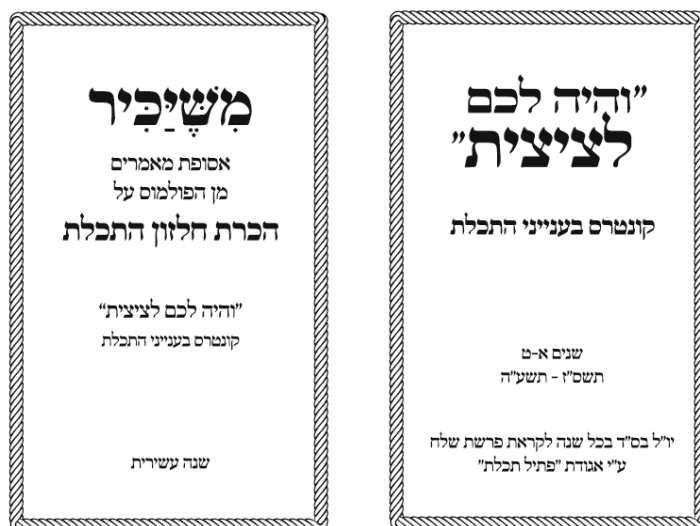 "והיה לכם
לציצית"
קונטרס בענייני התכלת
שנים א-ט
תשס"ז - תשע"ה
יו"ל בס"ד בכל שנה לקראת פרשת שלח
ע"י אגודת "פתיל תכלת"
מִשֶּׁיַּכִּיר
אסופת מאמרים
מן הפולמוס על
הכרת חלזון התכלת
"והיה לכם לציצית"
קונטרס בענייני התכלת
שנה עשירית